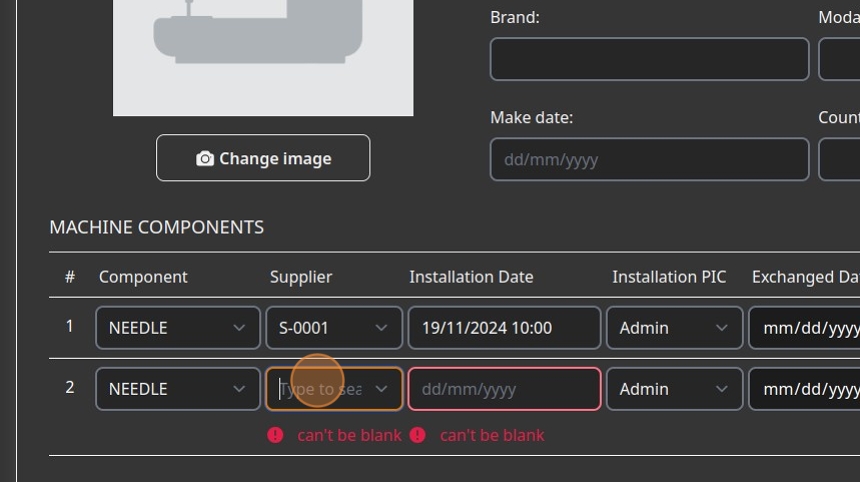 Brand:
Moda
Make date:
Count
dd/mm/yyyy
Change image
MACHINE COMPONENTS
# Component Supplier Installation Date Installation PIC Exchanged Da
1 NEEDLE S-0001 19/11/2024 10:00 Admin mm/dd/yyyy
2 NEEDLE Type to sea dd/mm/yyyy Admin mm/dd/yyyy
can't be blank can't be blank